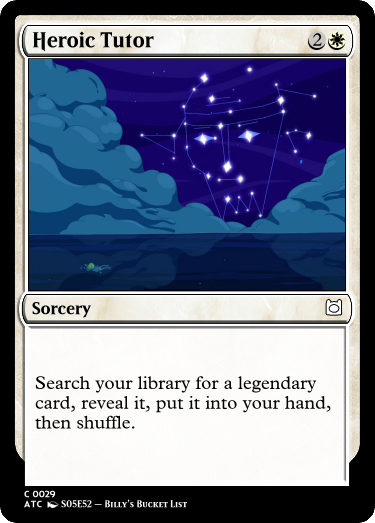 Heroic Tutor 2
Sorcery
Search your library for a legendary
card, reveal it, put it into your hand,
then shuffle.
C 0029
ATC S05E52 – Billy's Bucket List